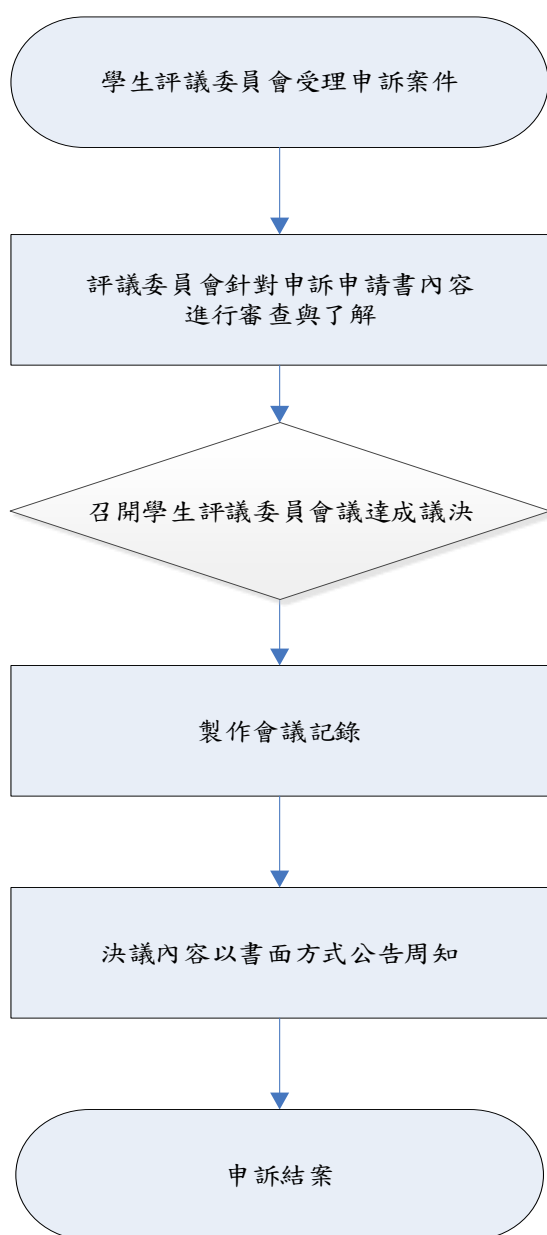 學生評議委員會受理申訴案件
評議委員會針對申訴申請書內容
進行審查與了解
召開學生評議委員會議達成議決
製作會議記錄
決議內容以書面方式公告周知
申訴結案